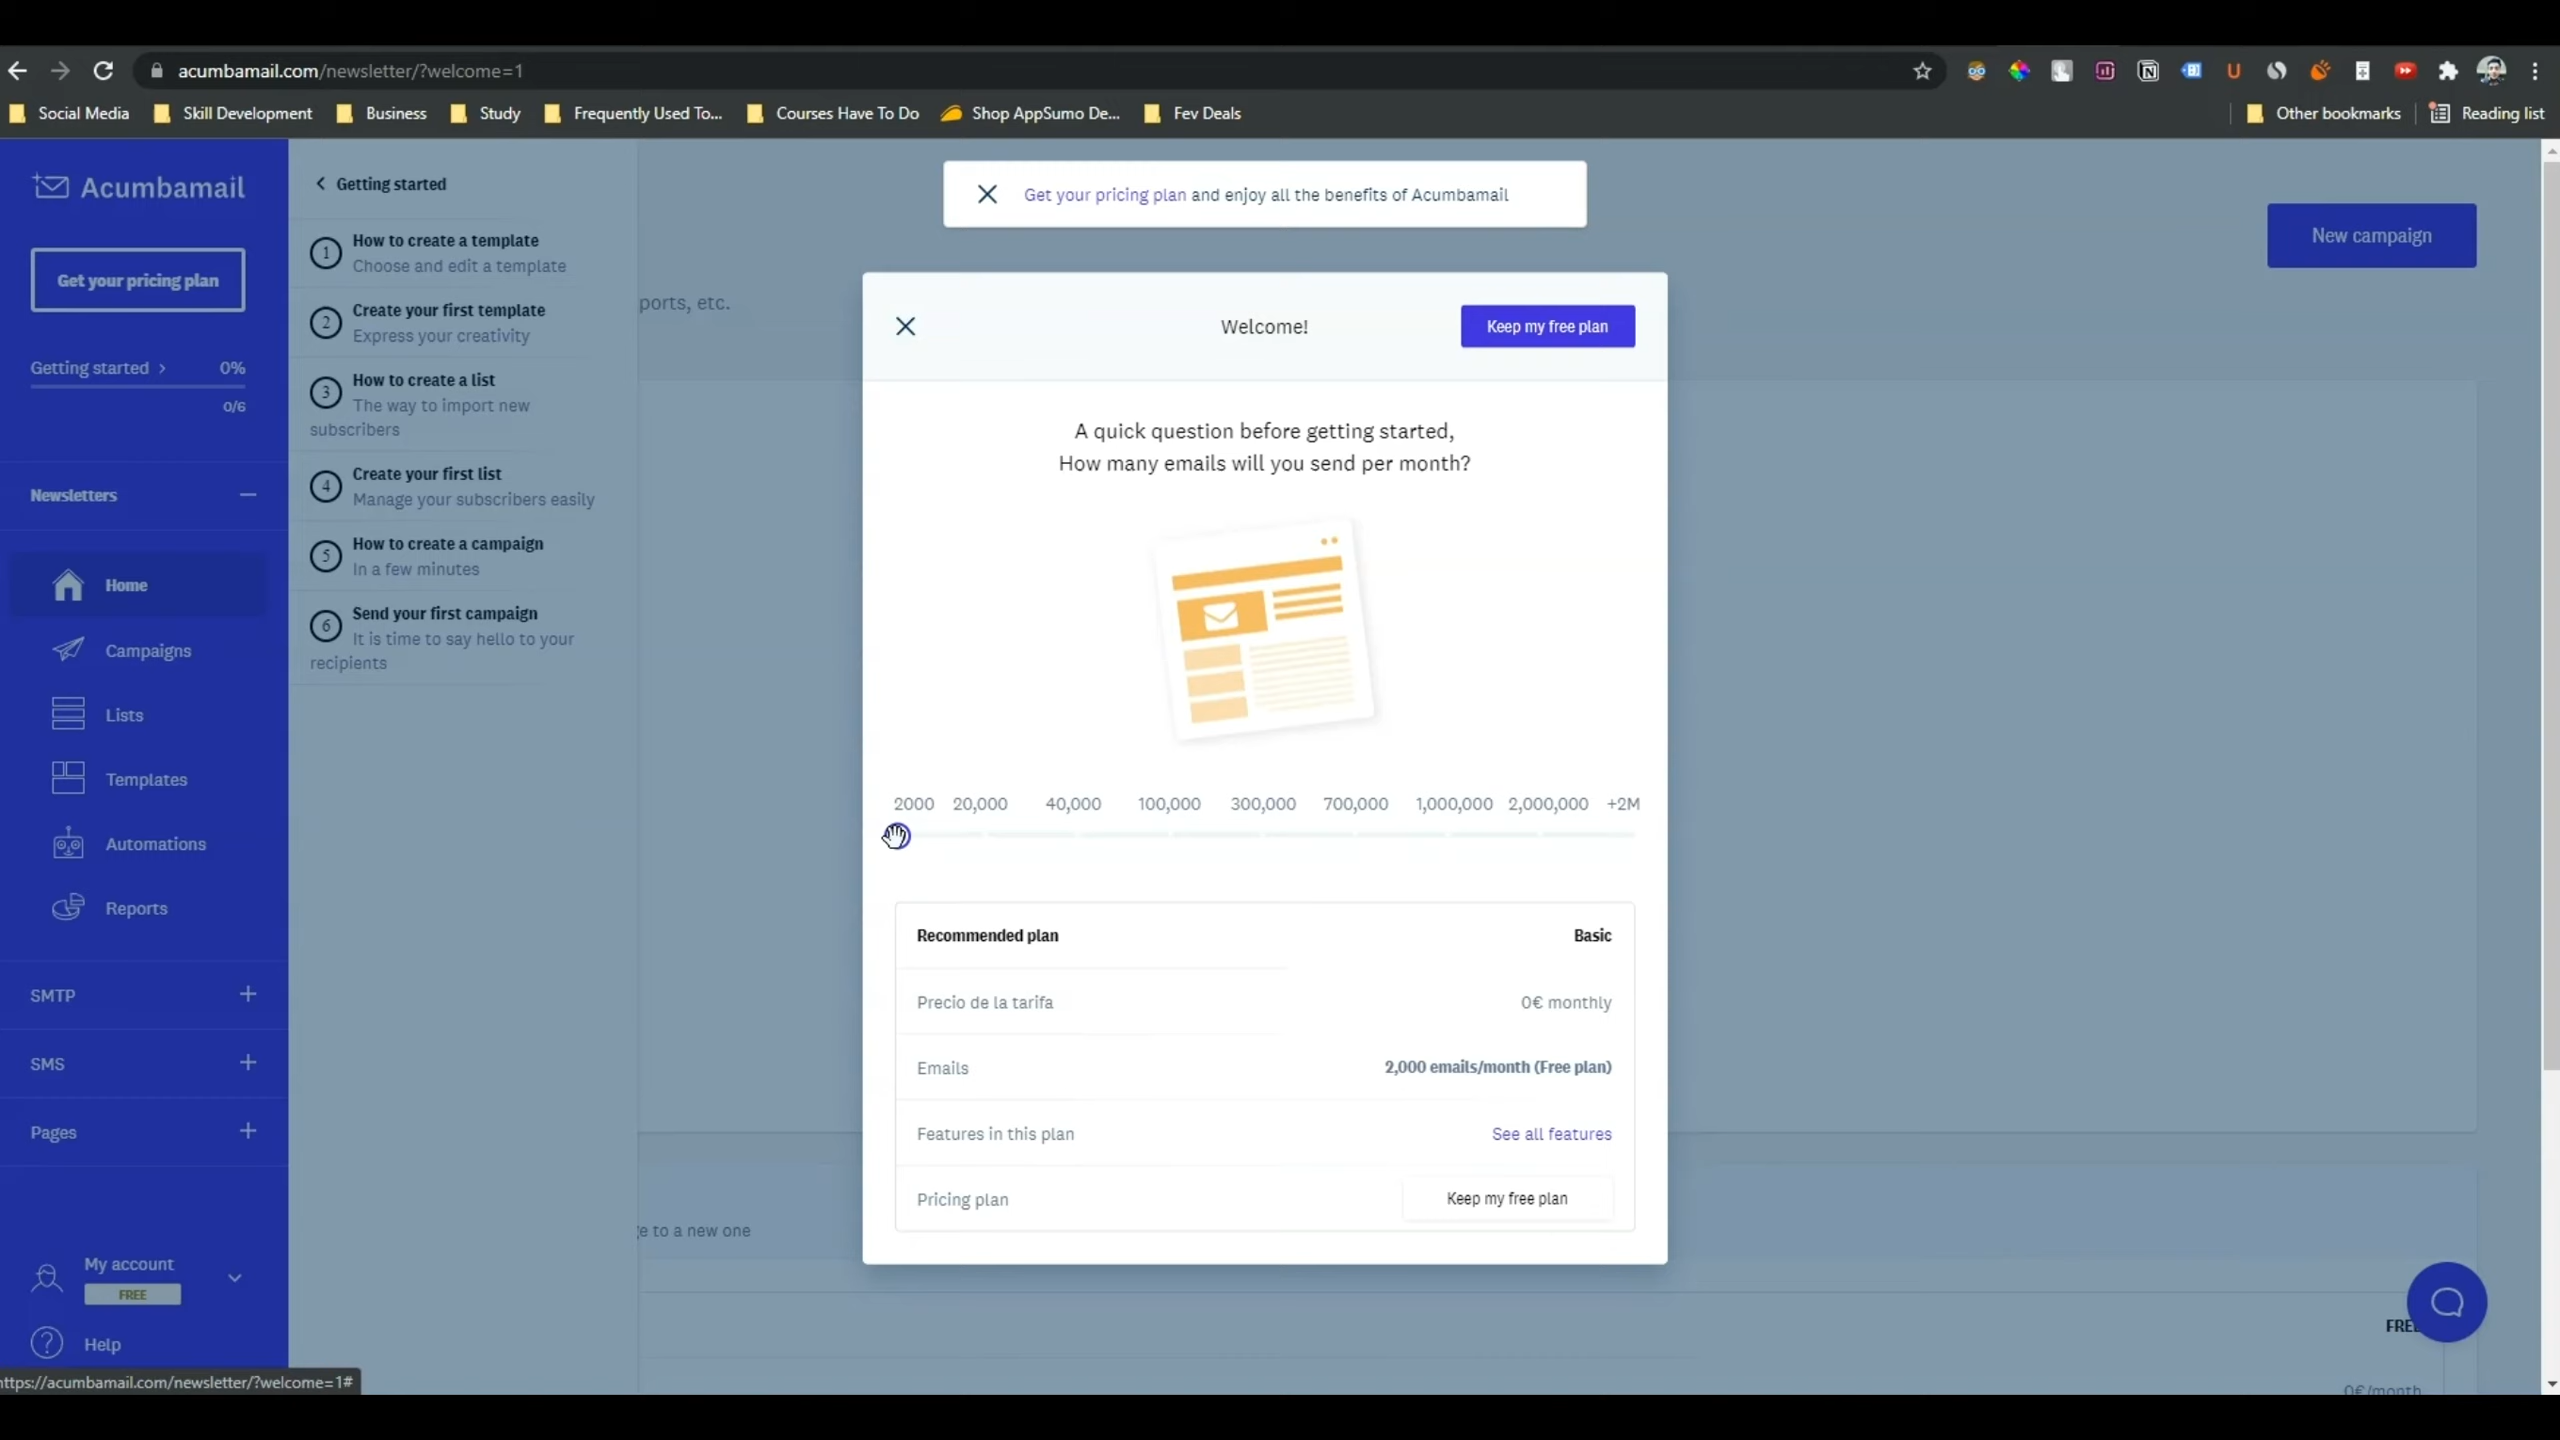 acumbamail.com/newsletter/?welcome=1
Social Media
Skill Development
Business
Study
Frequently Used To...
Courses Have To Do
Shop AppSumo De...
Fev Deals
Other bookmarks
Reading list
Acumbamail
Get your pricing plan
Getting started > 0%
0/6
Newsletters
Home
Campaigns
Lists
Templates
Automations
Reports
SMTP
SMS
Pages
My account
FREE
Help
https://acumbamail.com/newsletter/?welcome=1#
Getting started
1 How to create a template
Choose and edit a template
2 Create your first template
Express your creativity
3 How to create a list
The way to import new
subscribers
4 Create your first list
Manage your subscribers easily
5 How to create a campaign
In a few minutes
6 Send your first campaign
It is time to say hello to your
recipients
Get your pricing plan and enjoy all the benefits of Acumbamail
New campaign
ports, etc.
Welcome!
Keep my free plan
A quick question before getting started,
How many emails will you send per month?
2000 20,000 40,000 100,000 300,000 700,000 1,000,000 2,000,000 +2M
Recommended plan Basic
Precio de la tarifa 0€ monthly
Emails 2,000 emails/month (Free plan)
Features in this plan See all features
Pricing plan Keep my free plan
e to a new one
FREE
0€/month